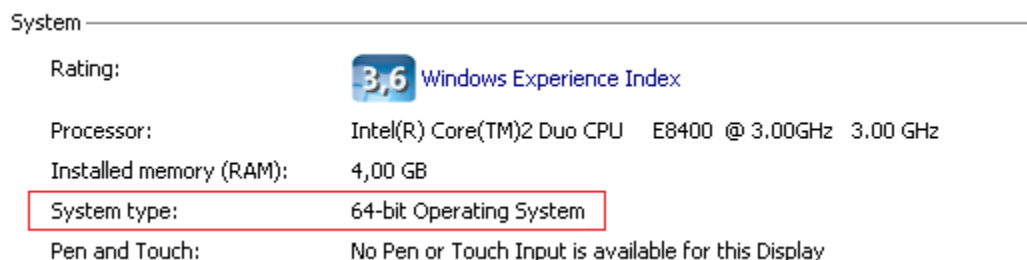 System
Rating: 3,6 Windows Experience Index
Processor: Intel(R) Core(TM)2 Duo CPU E8400 @ 3.00GHz 3.00 GHz
Installed memory (RAM): 4,00 GB
System type: 64-bit Operating System
Pen and Touch: No Pen or Touch Input is available for this Display